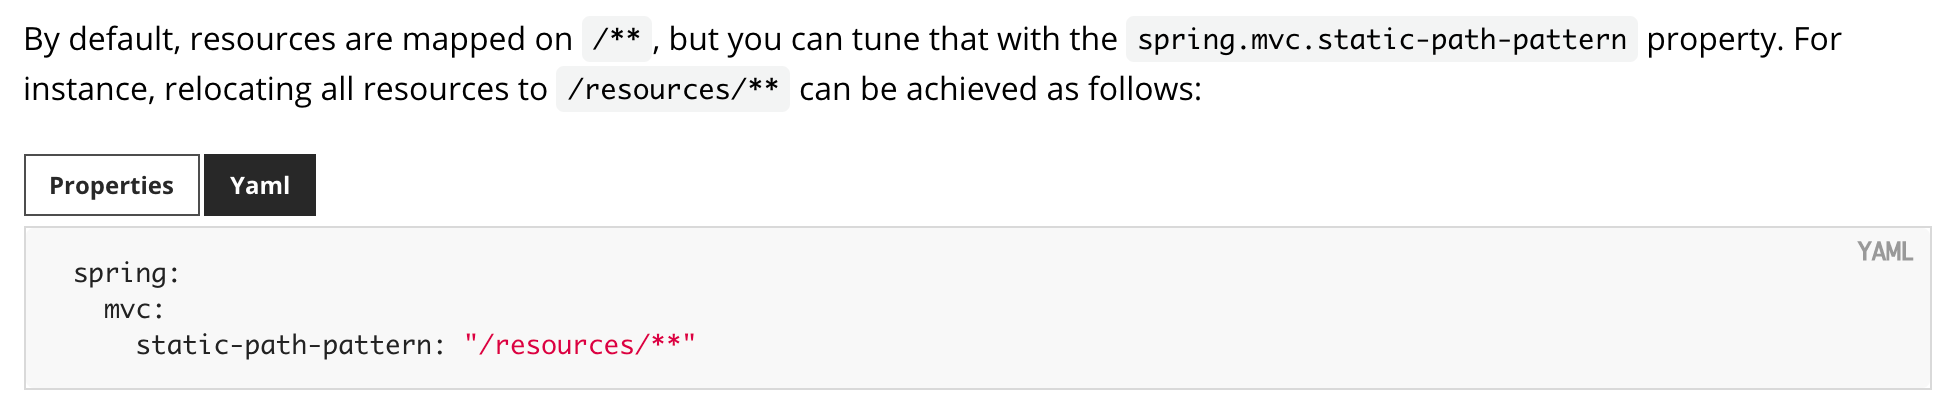 By default, resources are mapped on /**, but you can tune that with the spring.mvc.static-path-pattern property. For
instance, relocating all resources to /resources/** can be achieved as follows:
Properties Yaml
YAML
spring:
  mvc:
    static-path-pattern: "/resources/**"